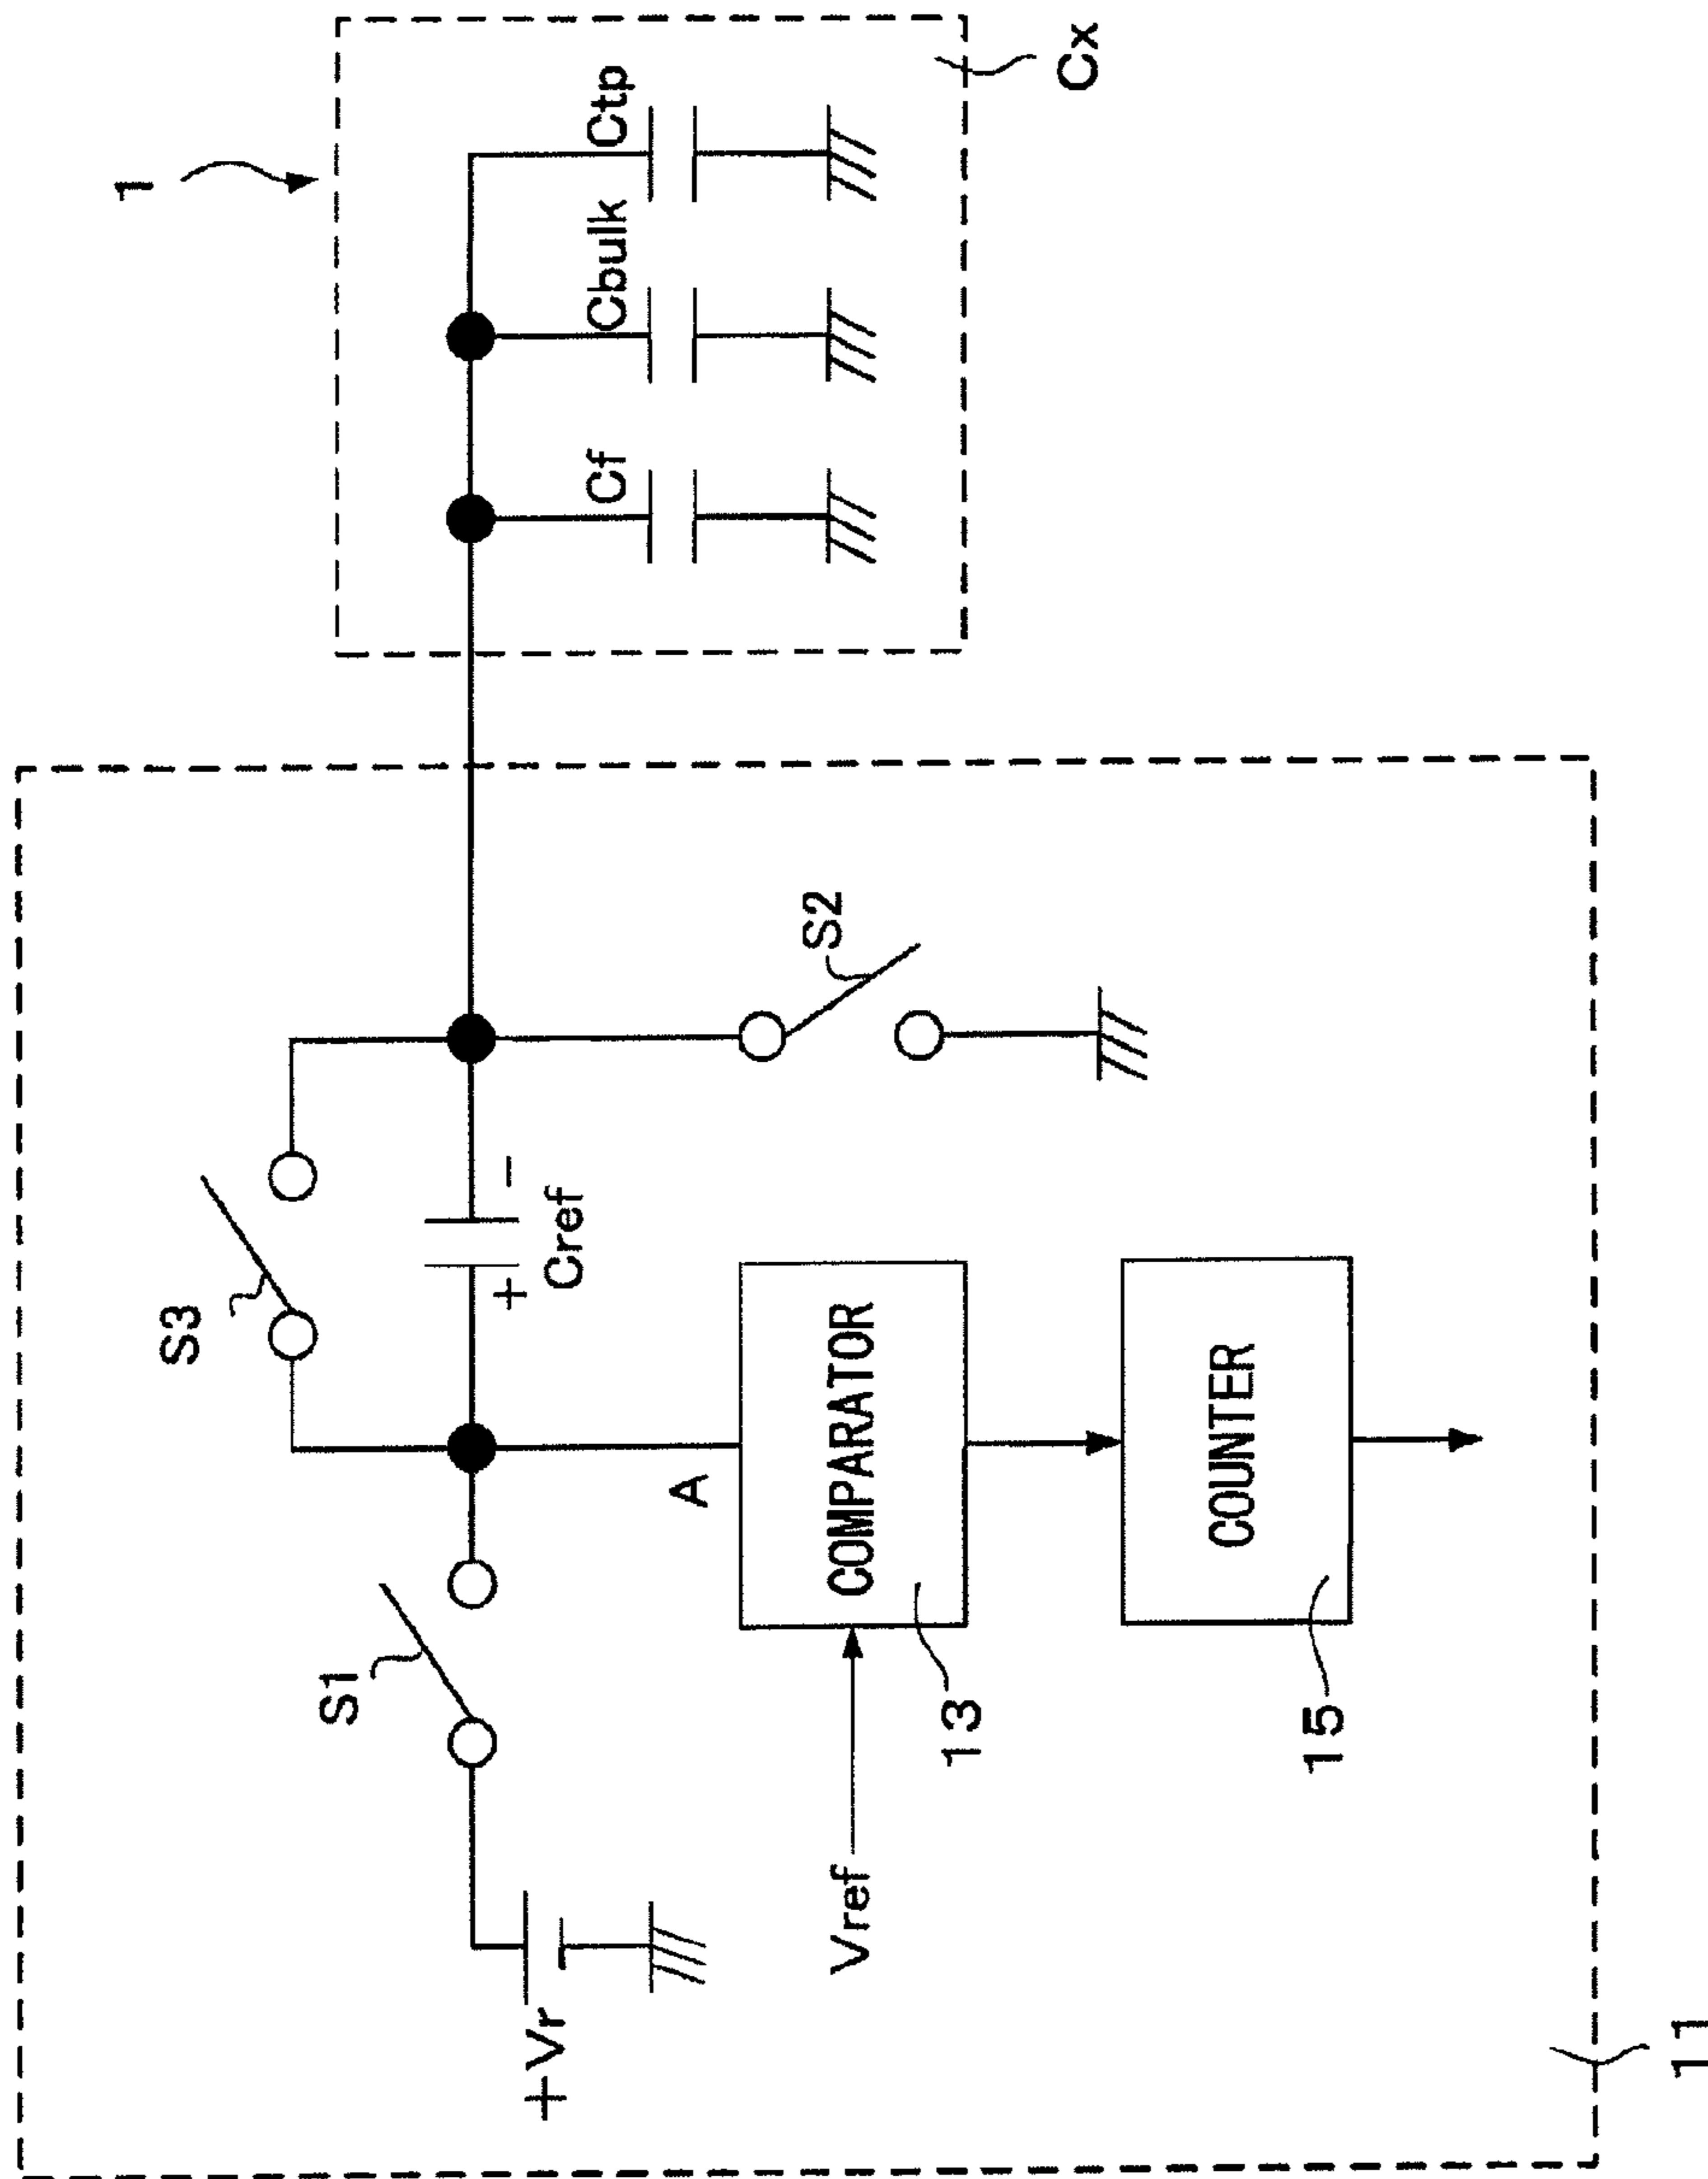 1
S3
S1
+
-
Cref
Cf
Cbulk
Ctp
+Vr
A
S2
Cx
Vref
COMPARATOR
13
COUNTER
15
11